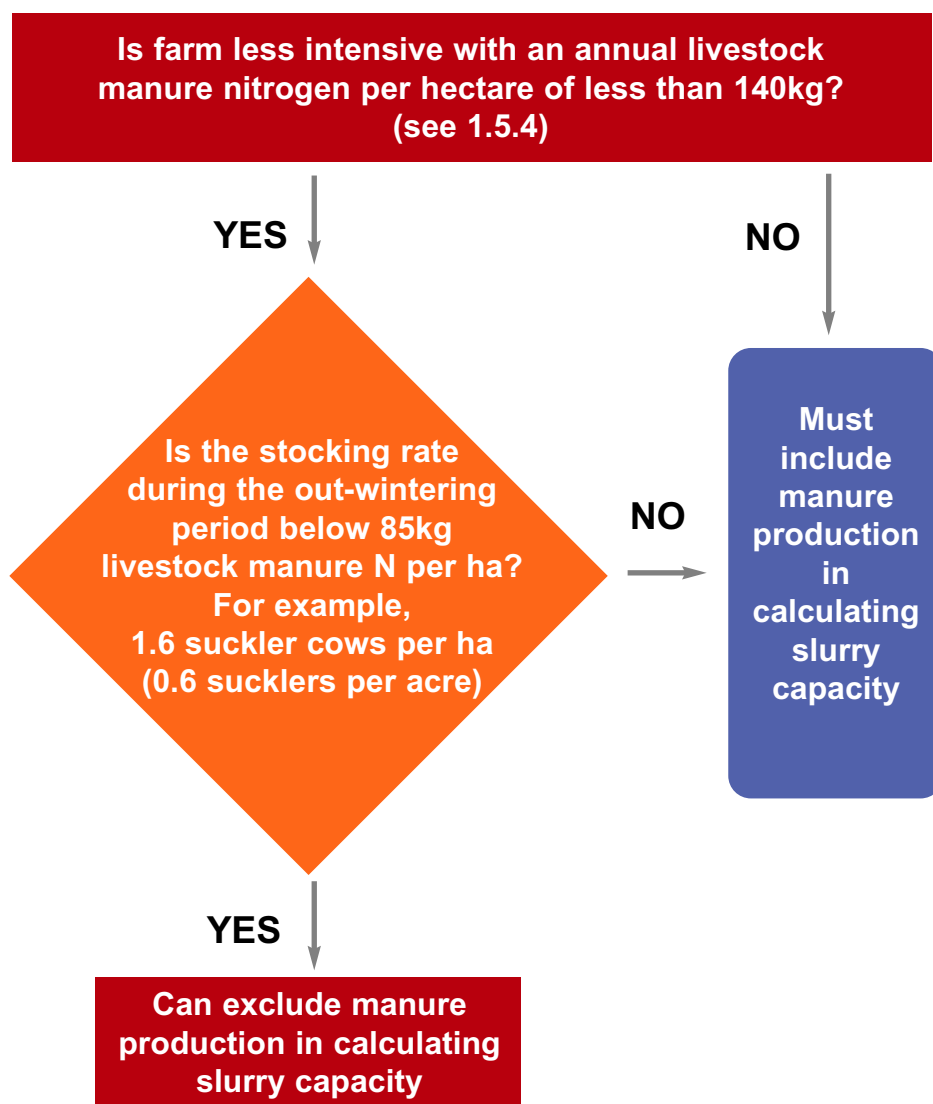 Is farm less intensive with an annual livestock
manure nitrogen per hectare of less than 140kg?
(see 1.5.4)
YES
NO
Is the stocking rate
during the out-wintering
period below 85kg
livestock manure N per ha?
For example,
1.6 suckler cows per ha
(0.6 sucklers per acre)
NO
Must
include
manure
production
in
calculating
slurry
capacity
YES
Can exclude manure
production in calculating
slurry capacity